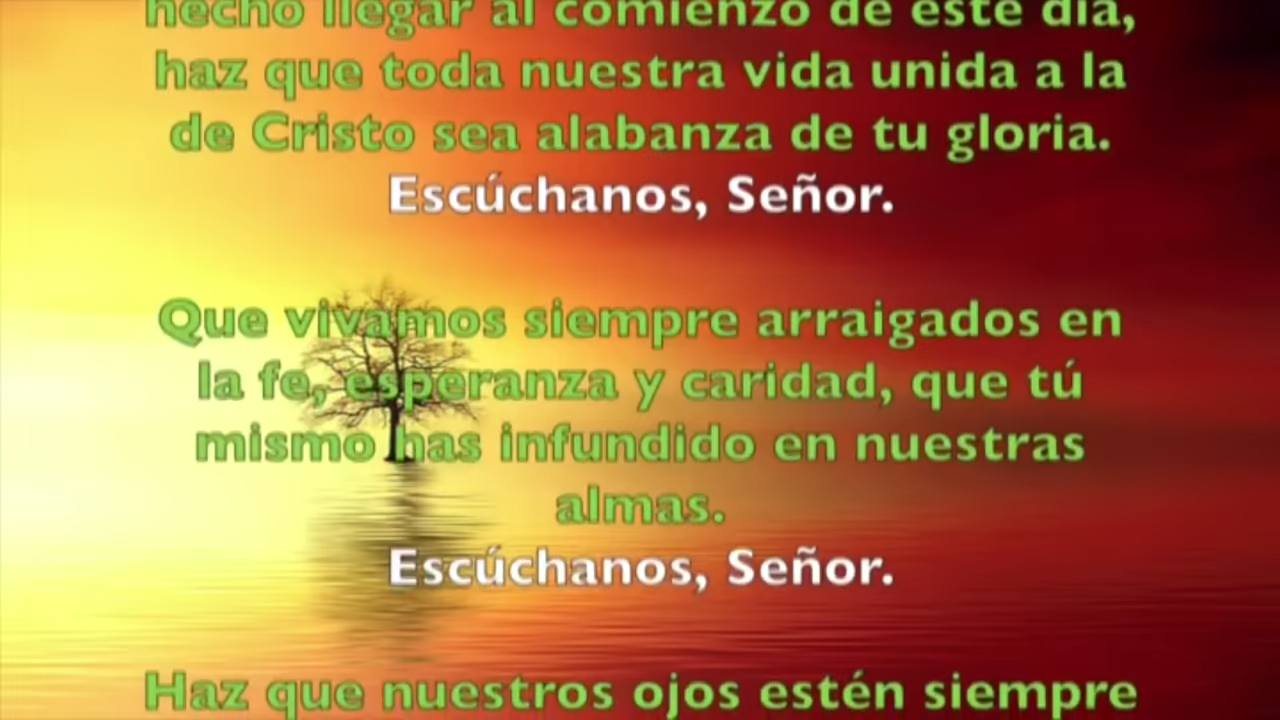 hecho llegar al comienzo de este día,
haz que toda nuestra vida unida a la
de Cristo sea alabanza de tu gloria.
Escúchanos, Señor.
Que vivamos siempre arraigados en
la fe, esperanza y caridad, que tú
mismo has infundido en nuestras
almas.
Escúchanos, Señor.
Haz que nuestros ojos estén siempre